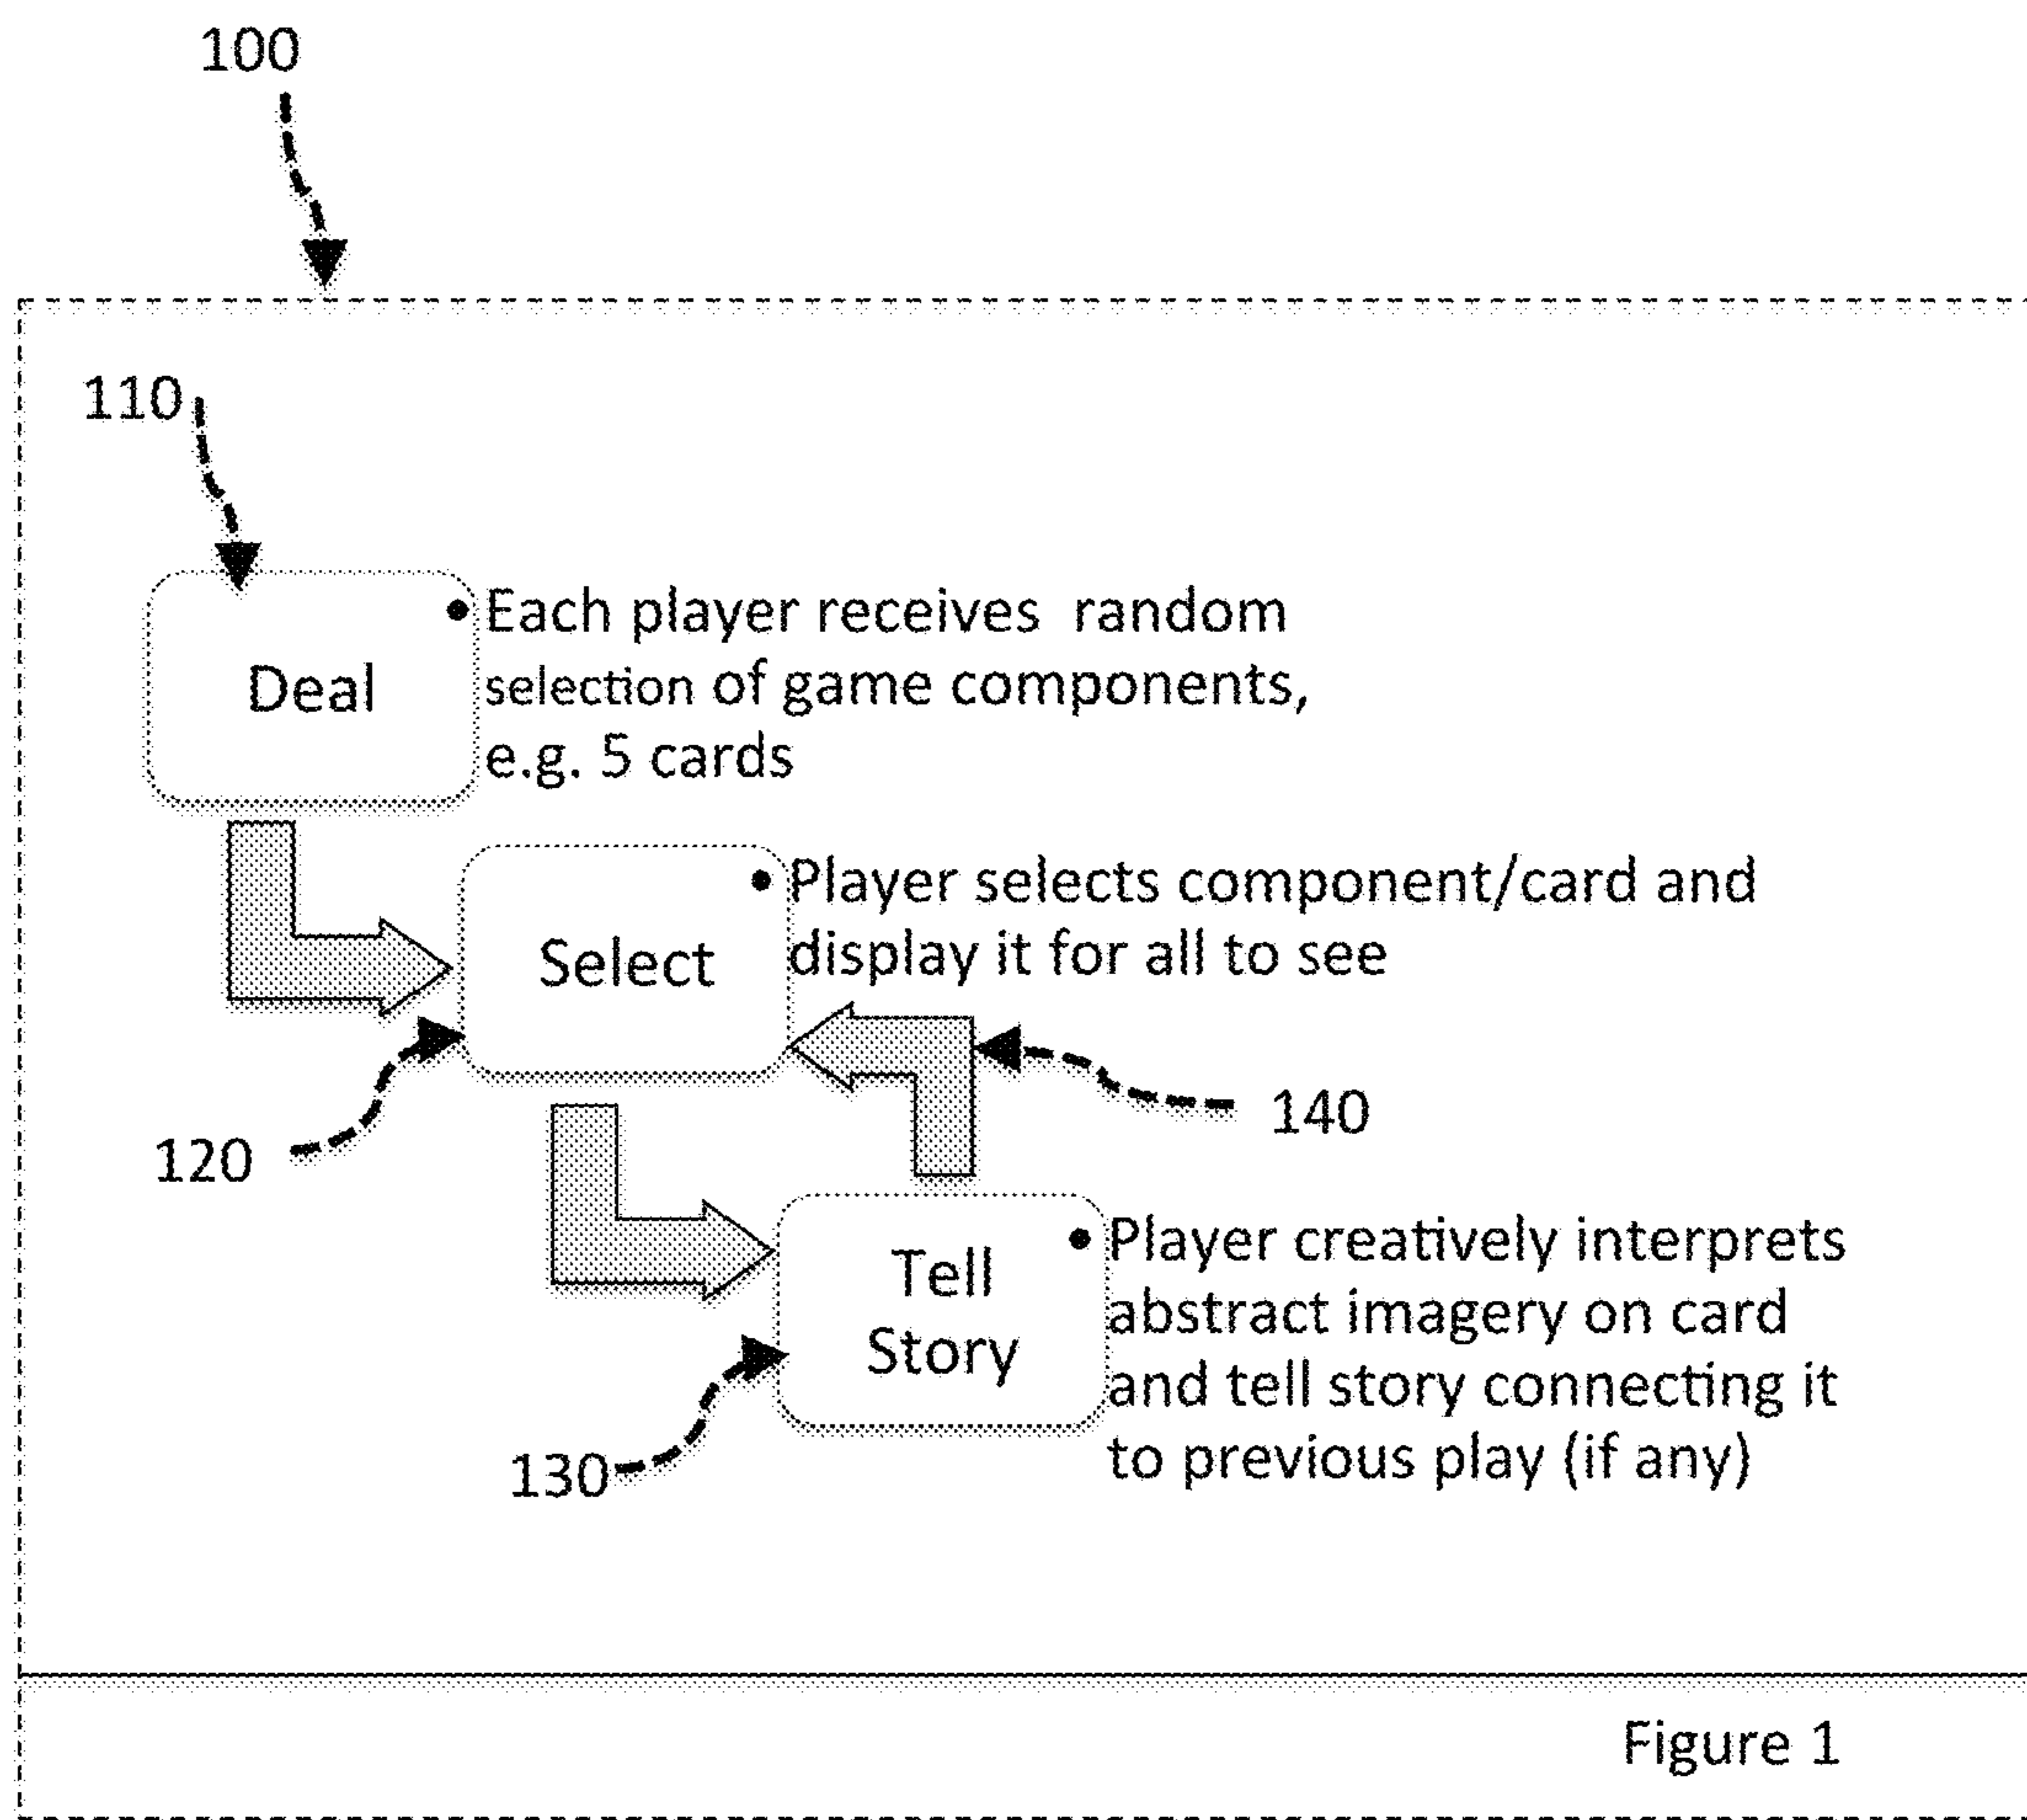 100
110
Deal
• Each player receives random
selection of game components,
e.g. 5 cards
Select
• Player selects component/card and
display it for all to see
120
140
Tell
Story
• Player creatively interprets
abstract imagery on card
and tell story connecting it
to previous play (if any)
130
Figure 1